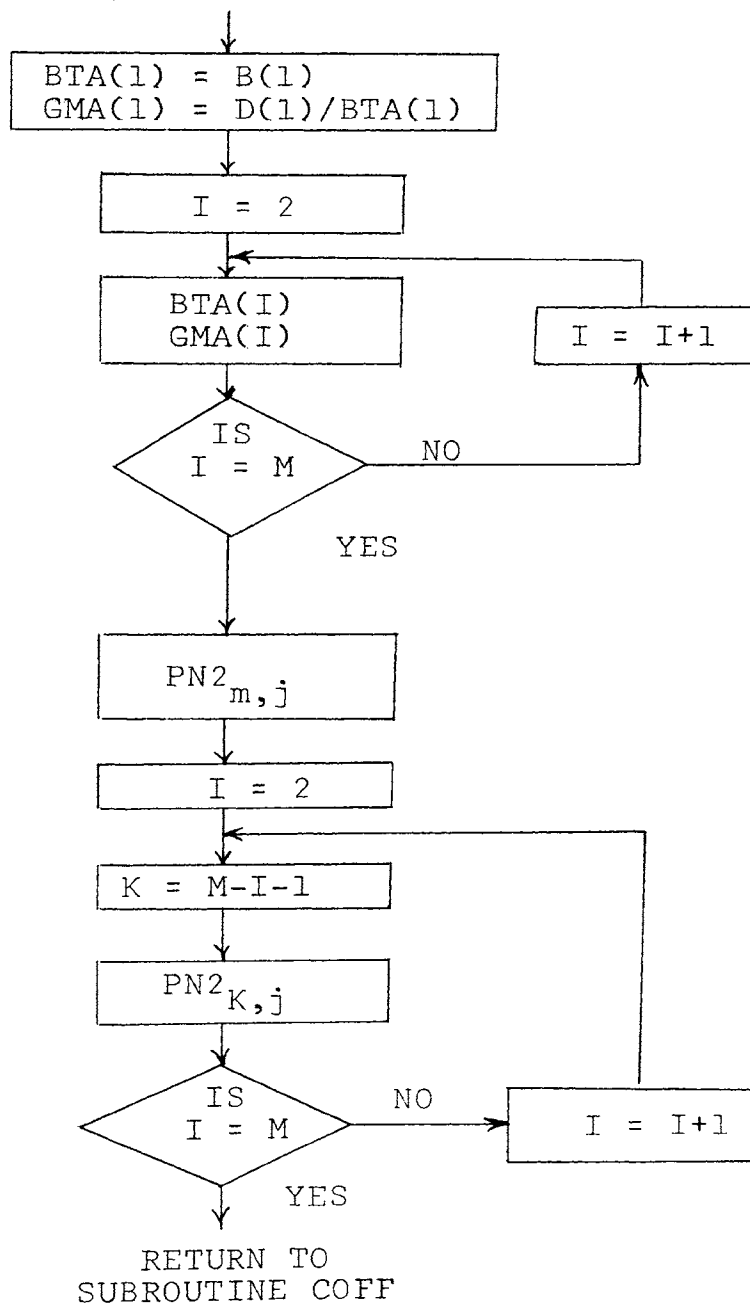 BTA(1) = B(1)
GMA(1) = D(1)/BTA(1)
I = 2
BTA(I)
GMA(I)
I = I+1
IS
I = M
NO
YES
PN2m,j
I = 2
K = M-I-1
PN2K,j
IS
I = M
NO
I = I+1
YES
RETURN TO
SUBROUTINE COFF